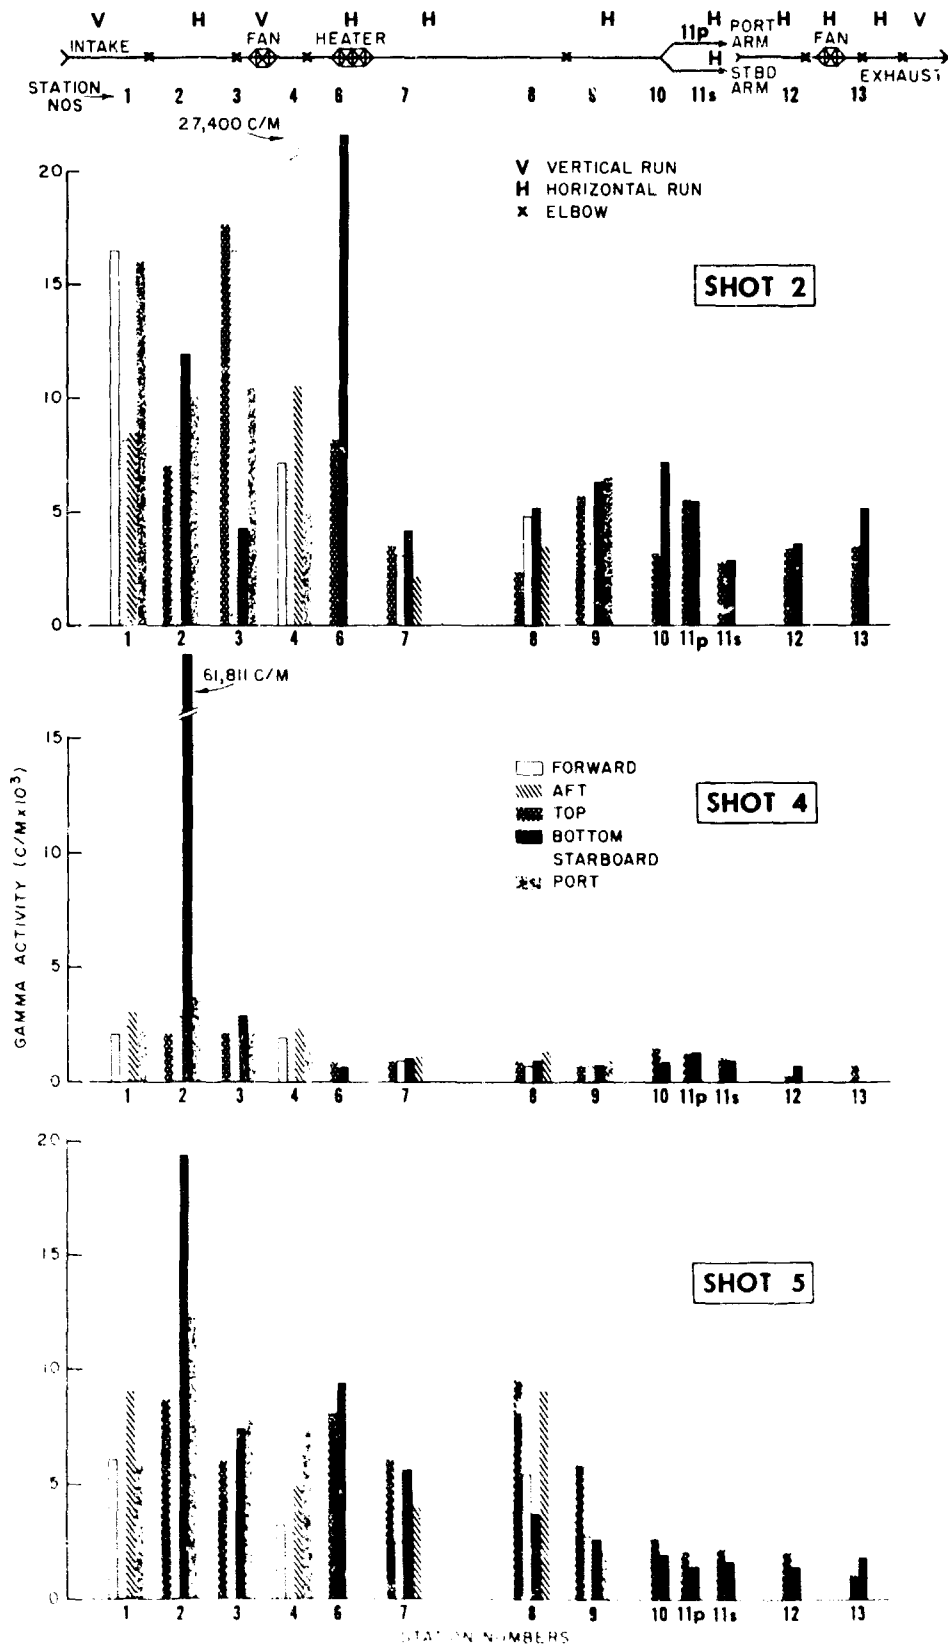 V H V H H H H H H H V
INTAKE FAN HEATER 11p PORT ARM H STBD ARM FAN EXHAUST
STATION NOS 1 2 3 4 6 7 8 9 10 11s 12 13
27,400 C/M
V VERTICAL RUN
H HORIZONTAL RUN
x ELBOW
SHOT 2
20
15
10
5
0
1 2 3 4 6 7 8 9 10 11p 11s 12 13
61,811 C/M
GAMMA ACTIVITY (C/M x 10³)
FORWARD
AFT
TOP
BOTTOM
STARBOARD
PORT
SHOT 4
15
10
5
0
1 2 3 4 6 7 8 9 10 11p 11s 12 13
SHOT 5
20
15
10
5
0
1 2 3 4 6 7 8 9 10 11p 11s 12 13
STATION NUMBERS